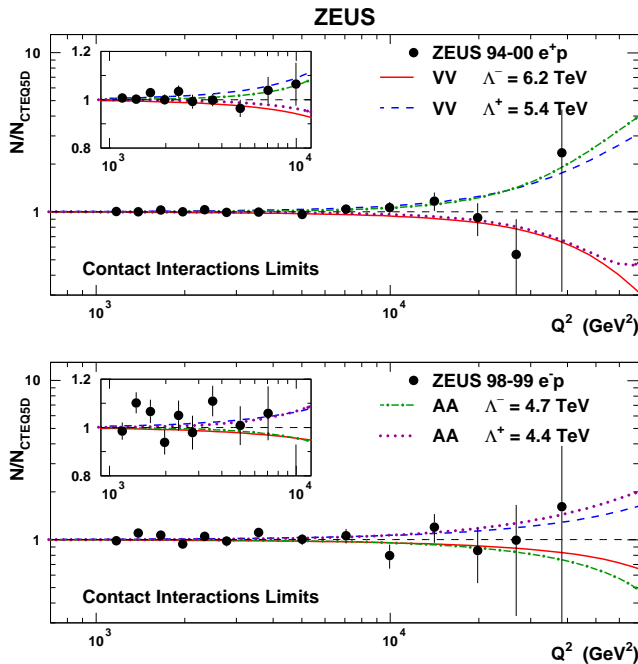 ZEUS
N/N_CTEQ5D
10
1
1.2
1
0.8
10^3
10^4
ZEUS 94-00 e^+p
VV Λ^– = 6.2 TeV
VV Λ^+ = 5.4 TeV
Contact Interactions Limits
10^3
10^4
Q^2 (GeV^2)
N/N_CTEQ5D
10
1
1.2
1
0.8
10^3
10^4
ZEUS 98-99 e^-p
AA Λ^– = 4.7 TeV
AA Λ^+ = 4.4 TeV
Contact Interactions Limits
10^3
10^4
Q^2 (GeV^2)